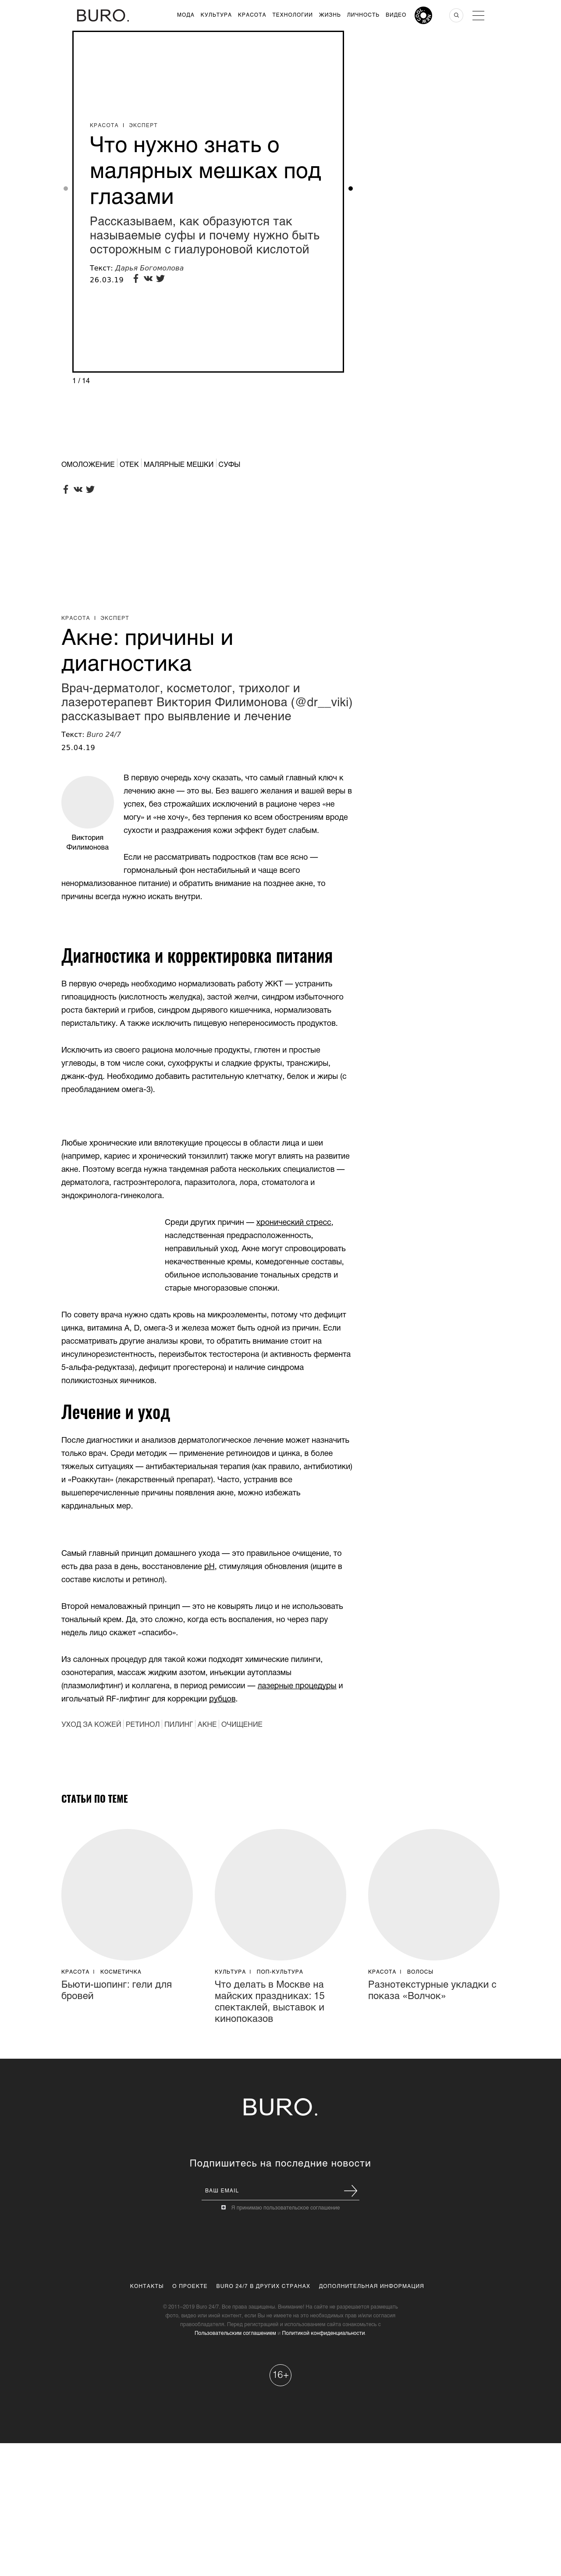 BURO.
МОДА КУЛЬТУРА КРАСОТА ТЕХНОЛОГИИ ЖИЗНЬ ЛИЧНОСТЬ ВИДЕО
КРАСОТА I ЭКСПЕРТ
Что нужно знать о
малярных мешках под
глазами
Рассказываем, как образуются так
называемые суфы и почему нужно быть
осторожным с гиалуроновой кислотой
Текст: Дарья Богомолова
26.03.19
1 / 14
ОМОЛОЖЕНИЕ ОТЕК МАЛЯРНЫЕ МЕШКИ СУФЫ
КРАСОТА I ЭКСПЕРТ
Акне: причины и
диагностика
Врач-дерматолог, косметолог, трихолог и
лазеротерапевт Виктория Филимонова (@dr__viki)
рассказывает про выявление и лечение
Текст: Buro 24/7
25.04.19
Виктория
Филимонова
В первую очередь хочу сказать, что самый главный ключ к
лечению акне — это вы. Без вашего желания и вашей веры в
успех, без строжайших исключений в рационе через «не
могу» и «не хочу», без терпения ко всем обострениям вроде
сухости и раздражения кожи эффект будет слабым.
Если не рассматривать подростков (там все ясно —
гормональный фон нестабильный и чаще всего
ненормализованное питание) и обратить внимание на позднее акне, то
причины всегда нужно искать внутри.
Диагностика и корректировка питания
В первую очередь необходимо нормализовать работу ЖКТ — устранить
гипоацидность (кислотность желудка), застой желчи, синдром избыточного
роста бактерий и грибов, синдром дырявого кишечника, нормализовать
перистальтику. А также исключить пищевую непереносимость продуктов.
Исключить из своего рациона молочные продукты, глютен и простые
углеводы, в том числе соки, сухофрукты и сладкие фрукты, трансжиры,
джанк-фуд. Необходимо добавить растительную клетчатку, белок и жиры (с
преобладанием омега-3).
Любые хронические или вялотекущие процессы в области лица и шеи
(например, кариес и хронический тонзиллит) также могут влиять на развитие
акне. Поэтому всегда нужна тандемная работа нескольких специалистов —
дерматолога, гастроэнтеролога, паразитолога, лора, стоматолога и
эндокринолога-гинеколога.
Среди других причин — хронический стресс,
наследственная предрасположенность,
неправильный уход. Акне могут спровоцировать
некачественные кремы, комедогенные составы,
обильное использование тональных средств и
старые многоразовые спонжи.
По совету врача нужно сдать кровь на микроэлементы, потому что дефицит
цинка, витамина A, D, омега-3 и железа может быть одной из причин. Если
рассматривать другие анализы крови, то обратить внимание стоит на
инсулинорезистентность, переизбыток тестостерона (и активность фермента
5-альфа-редуктаза), дефицит прогестерона) и наличие синдрома
поликистозных яичников.
Лечение и уход
После диагностики и анализов дерматологическое лечение может назначить
только врач. Среди методик — применение ретиноидов и цинка, в более
тяжелых ситуациях — антибактериальная терапия (как правило, антибиотики)
и «Роаккутан» (лекарственный препарат). Часто, устранив все
вышеперечисленные причины появления акне, можно избежать
кардинальных мер.
Самый главный принцип домашнего ухода — это правильное очищение, то
есть два раза в день, восстановление pH, стимуляция обновления (ищите в
составе кислоты и ретинол).
Второй немаловажный принцип — это не ковырять лицо и не использовать
тональный крем. Да, это сложно, когда есть воспаления, но через пару
недель лицо скажет «спасибо».
Из салонных процедур для такой кожи подходят химические пилинги,
озонотерапия, массаж жидким азотом, инъекции аутоплазмы
(плазмолифтинг) и коллагена, в период ремиссии — лазерные процедуры и
игольчатый RF-лифтинг для коррекции рубцов.
УХОД ЗА КОЖЕЙ РЕТИНОЛ ПИЛИНГ АКНЕ ОЧИЩЕНИЕ
СТАТЬИ ПО ТЕМЕ
КРАСОТА I КОСМЕТИЧКА
Бьюти-шопинг: гели для
бровей
КУЛЬТУРА I ПОП-КУЛЬТУРА
Что делать в Москве на
майских праздниках: 15
спектаклей, выставок и
кинопоказов
КРАСОТА I ВОЛОСЫ
Разнотекстурные укладки с
показа «Волчок»
BURO.
Подпишитесь на последние новости
ВАШ EMAIL
Я принимаю пользовательское соглашение
КОНТАКТЫ О ПРОЕКТЕ BURO 24/7 В ДРУГИХ СТРАНАХ ДОПОЛНИТЕЛЬНАЯ ИНФОРМАЦИЯ
© 2011–2019 Buro 24/7. Все права защищены. Внимание! На сайте не разрешается размещать
фото, видео или иной контент, если Вы не имеете на это необходимых прав и/или согласия
правообладателя. Перед регистрацией и использованием сайта ознакомьтесь с
Пользовательским соглашением и Политикой конфиденциальности
16+